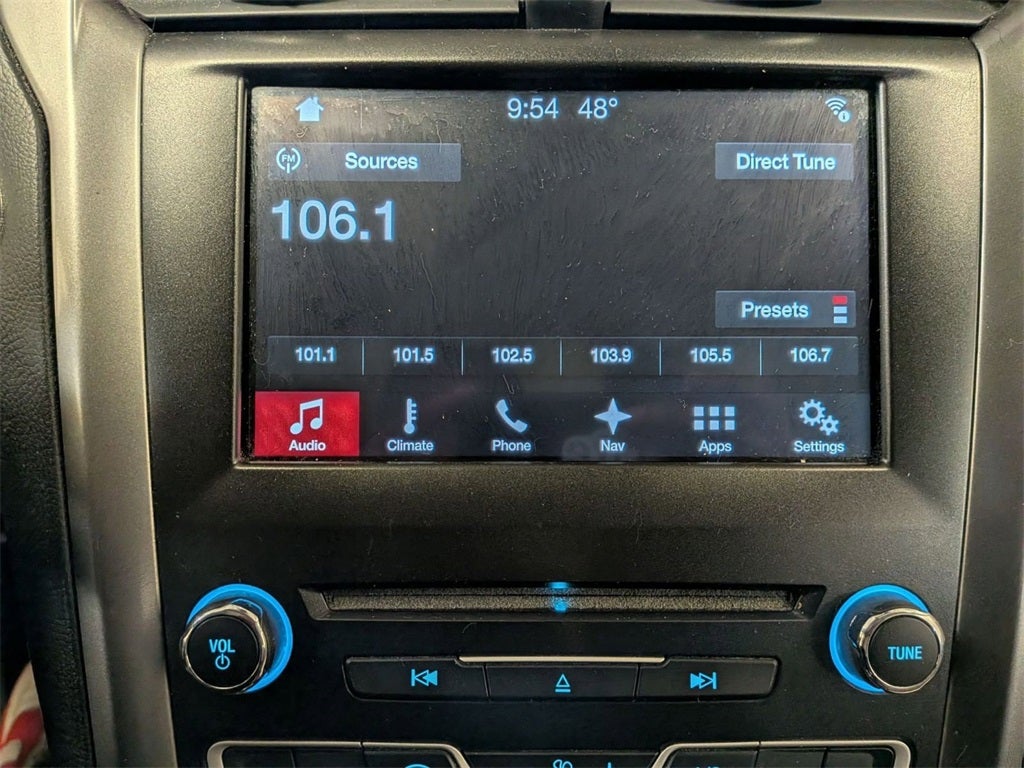 9:54 48°
FM Sources Direct Tune
106.1
Presets
101.1 101.5 102.5 103.9 105.5 106.7
Audio Climate Phone Nav Apps Settings
VOL TUNE